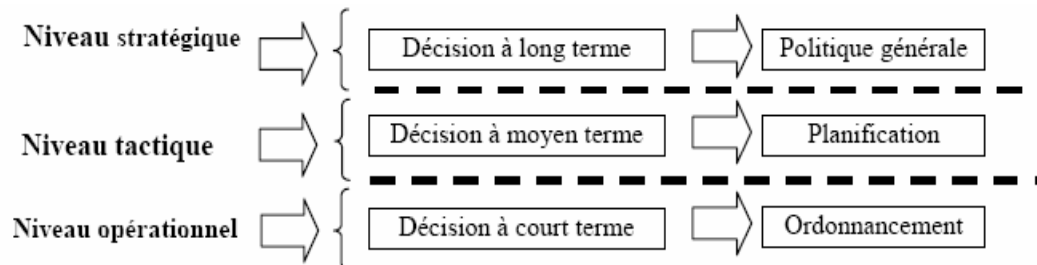 Niveau stratégique Décision à long terme Politique générale
Niveau tactique Décision à moyen terme Planification
Niveau opérationnel Décision à court terme Ordonnancement